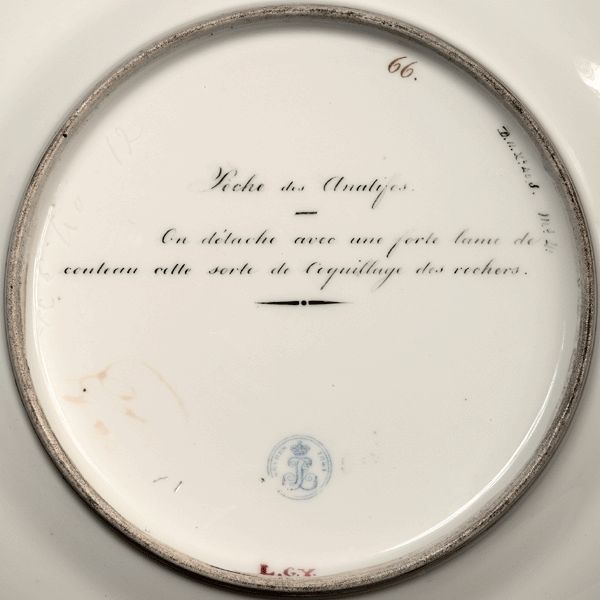 66.
Pêche des Anatifes.
On détache avec une forte lame de
couteau cette sorte de Coquillage des rochers.
L.G.Y.